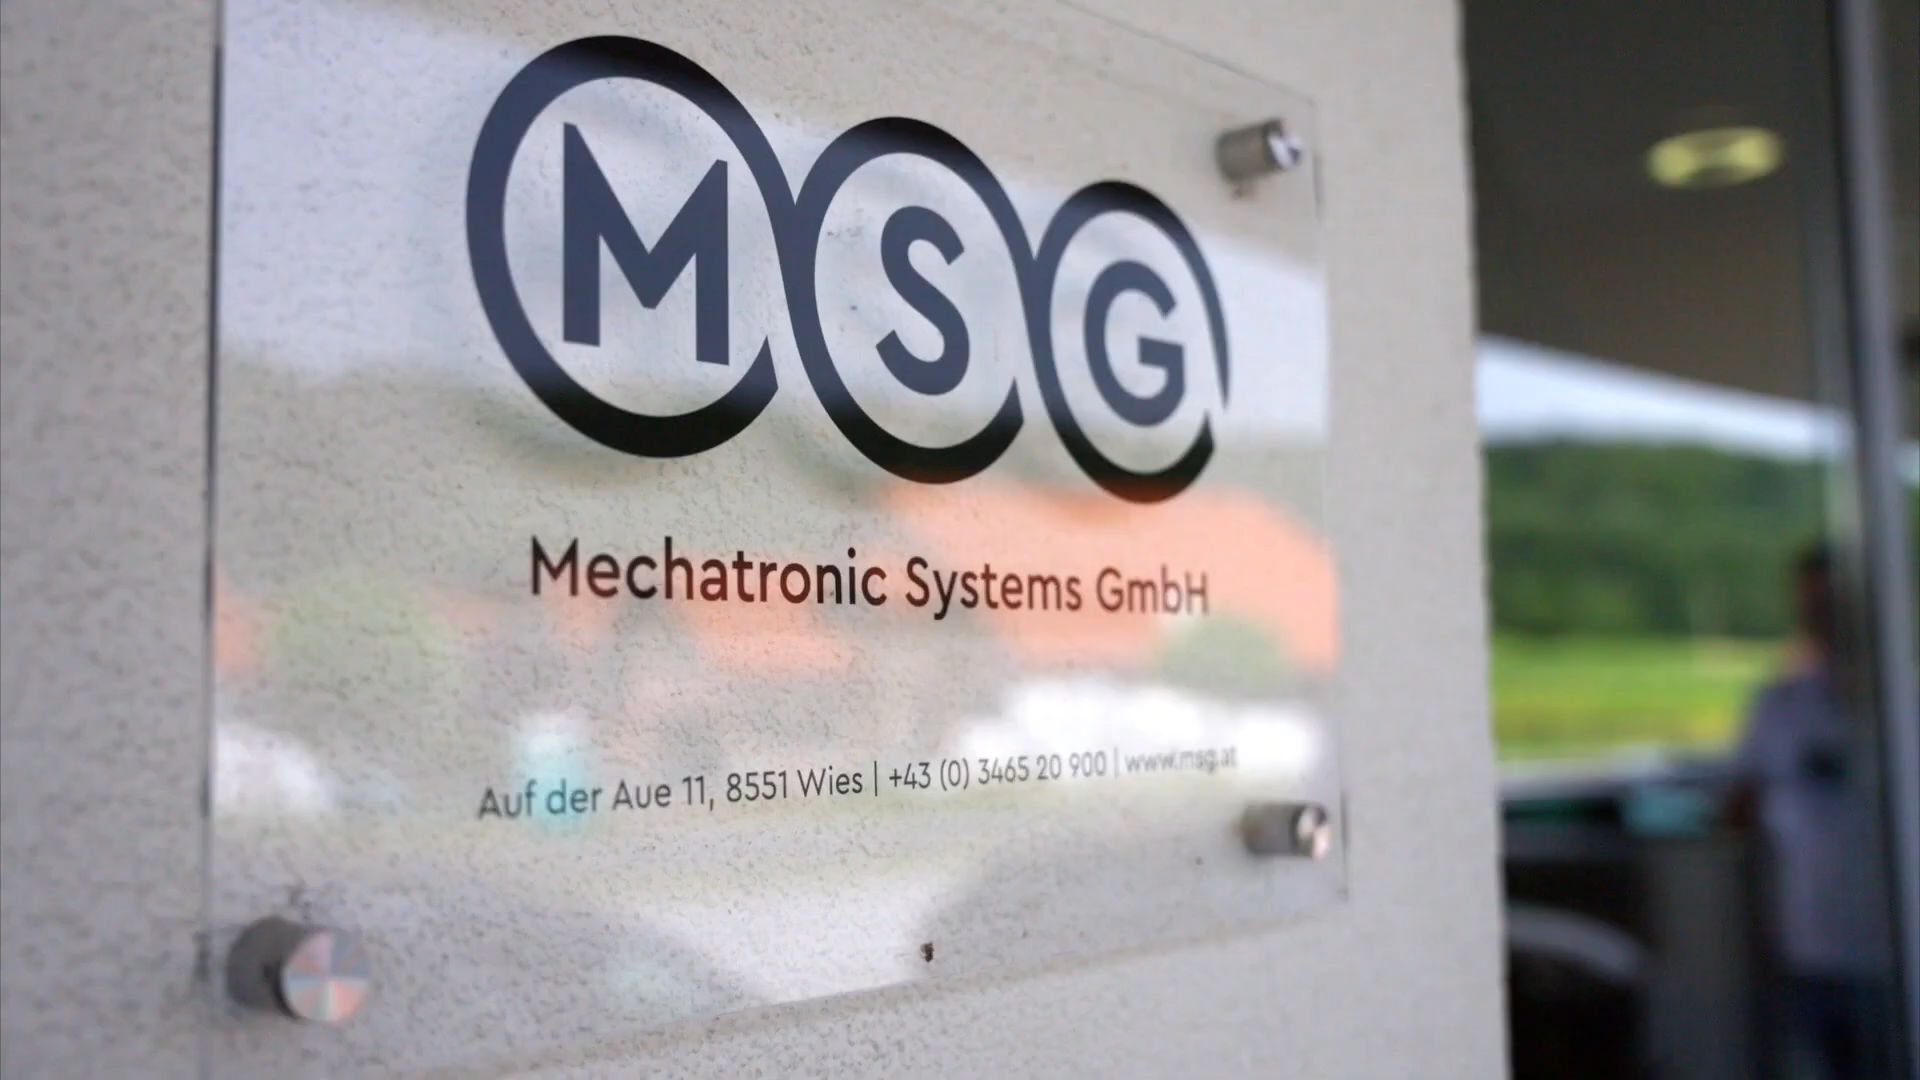 MSG
Mechatronic Systems GmbH
Auf der Aue 11, 8551 Wies | +43 (0) 3465 20 900 | www.msg.at